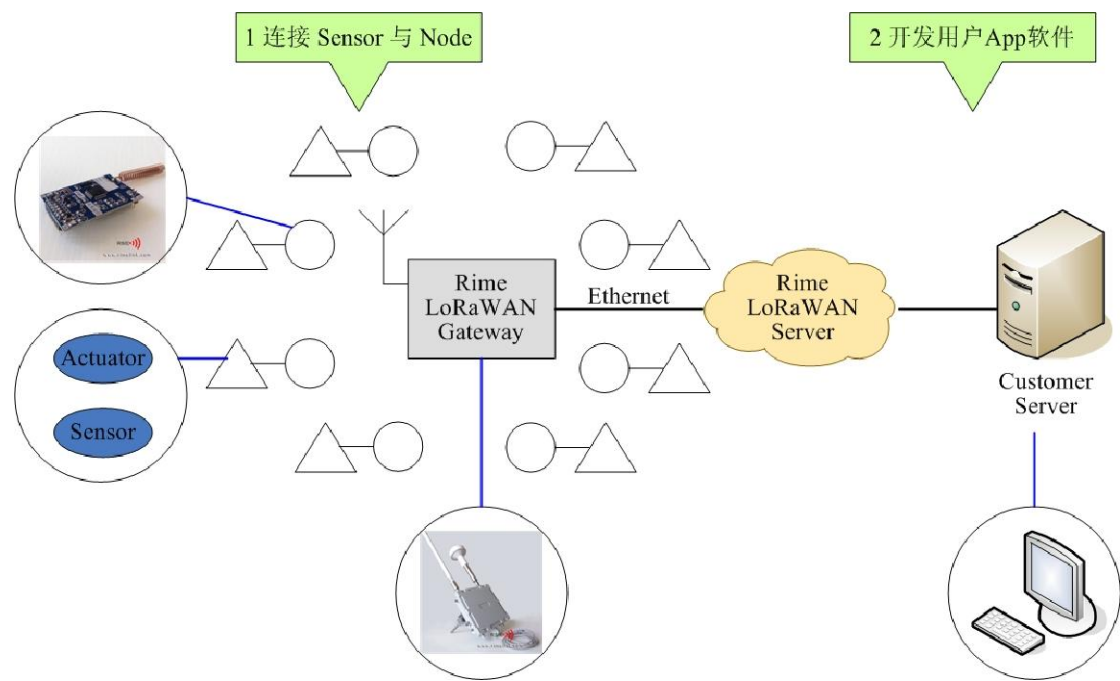 1 连接 Sensor 与 Node
2 开发用户App软件
Rime
LoRaWAN
Gateway
Ethernet
Rime
LoRaWAN
Server
Actuator
Sensor
Customer
Server